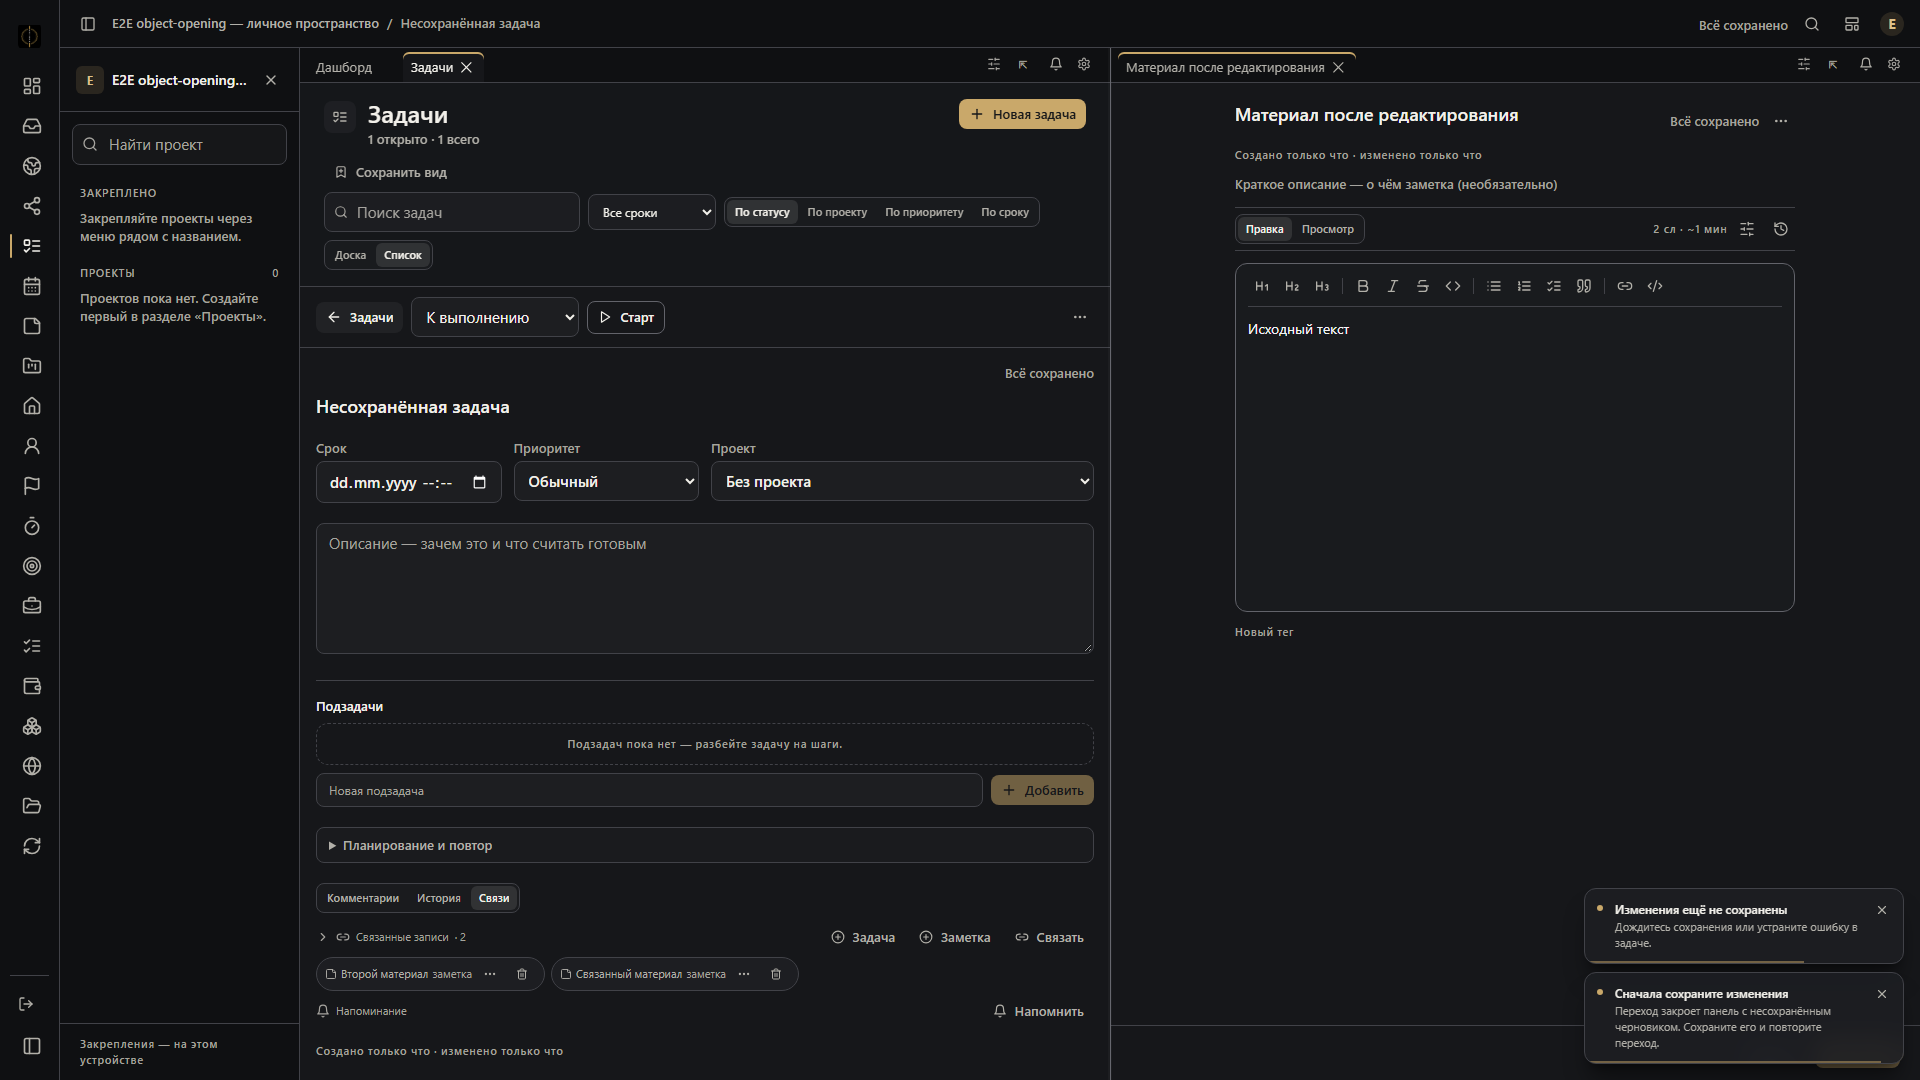 E2E object-opening — личное пространство / Несохранённая задача
Всё сохранено
E
E
E2E object-opening...
Найти проект
ЗАКРЕПЛЕНО
Закрепляйте проекты через
меню рядом с названием.
ПРОЕКТЫ 0
Проектов пока нет. Создайте
первый в разделе «Проекты».
Закрепления — на этом
устройстве
Дашборд
Задачи
Задачи
1 открыто · 1 всего
Новая задача
Сохранить вид
Поиск задач
Все сроки
По статусу
По проекту
По приоритету
По сроку
Доска
Список
Задачи
К выполнению
Старт
Всё сохранено
Несохранённая задача
Срок
Приоритет
Проект
dd.mm.yyyy --:--
Обычный
Без проекта
Описание — зачем это и что считать готовым
Подзадачи
Подзадач пока нет — разбейте задачу на шаги.
Новая подзадача
Добавить
Планирование и повтор
Комментарии
История
Связи
Связанные записи · 2
Задача
Заметка
Связать
Второй материал заметка
Связанный материал заметка
Напоминание
Напомнить
Создано только что · изменено только что
Материал после редактирования
Материал после редактирования
Всё сохранено
Создано только что · изменено только что
Краткое описание — о чём заметка (необязательно)
Правка
Просмотр
2 сл · ~1 мин
H1 H2 H3
Исходный текст
Новый тег
Изменения ещё не сохранены
Дождитесь сохранения или устраните ошибку в
задаче.
Сначала сохраните изменения
Переход закроет панель с несохранённым
черновиком. Сохраните его и повторите
переход.